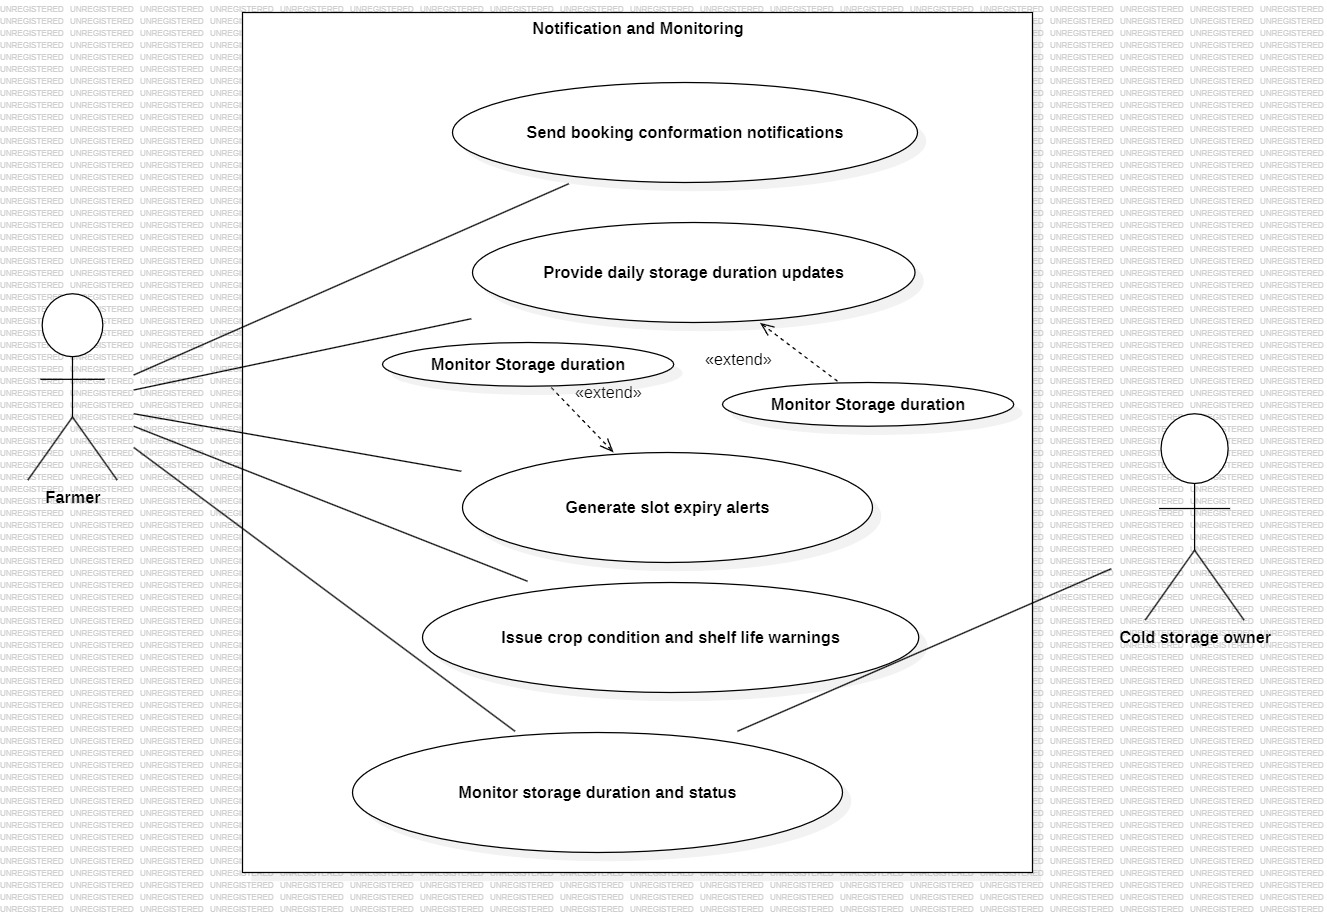 Notification and Monitoring
Send booking conformation notifications
Provide daily storage duration updates
«extend»
Monitor Storage duration
«extend»
Monitor Storage duration
Generate slot expiry alerts
Farmer
Issue crop condition and shelf life warnings
Cold storage owner
Monitor storage duration and status
UNREGISTERED